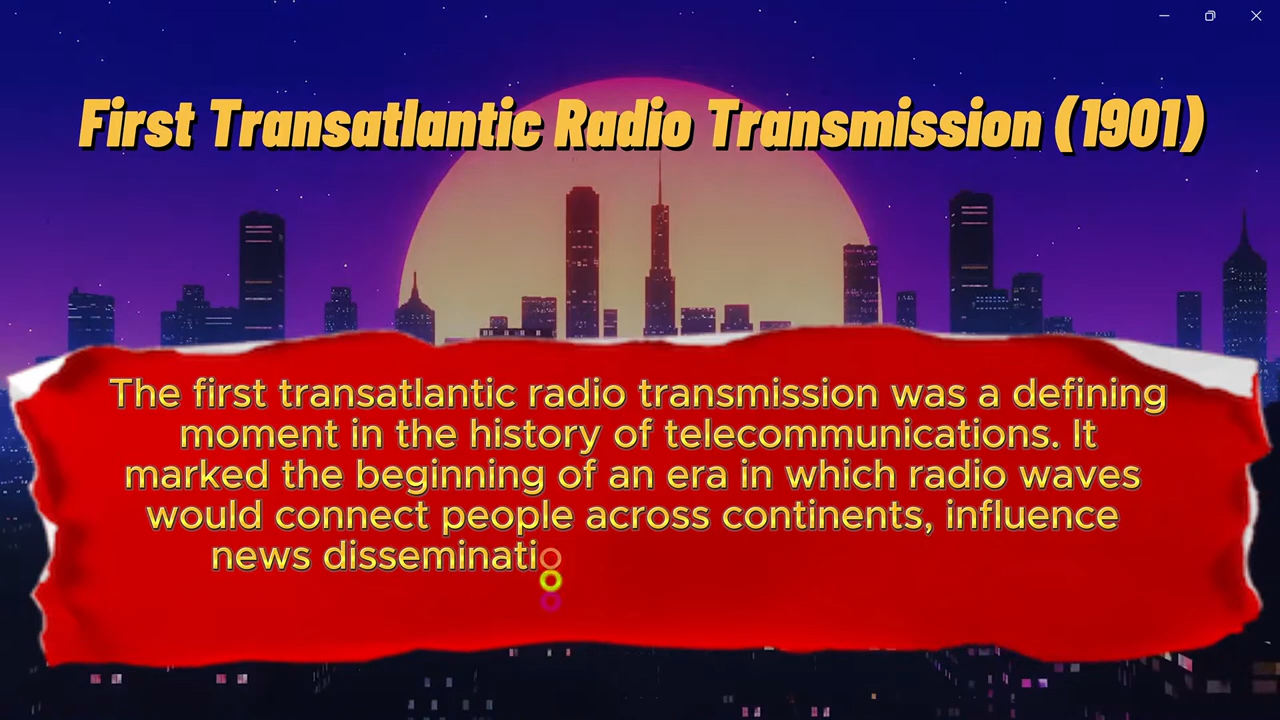 First Transatlantic Radio Transmission (1901)
The first transatlantic radio transmission was a defining
moment in the history of telecommunications. It
marked the beginning of an era in which radio waves
would connect people across continents, influence
news disseminatio